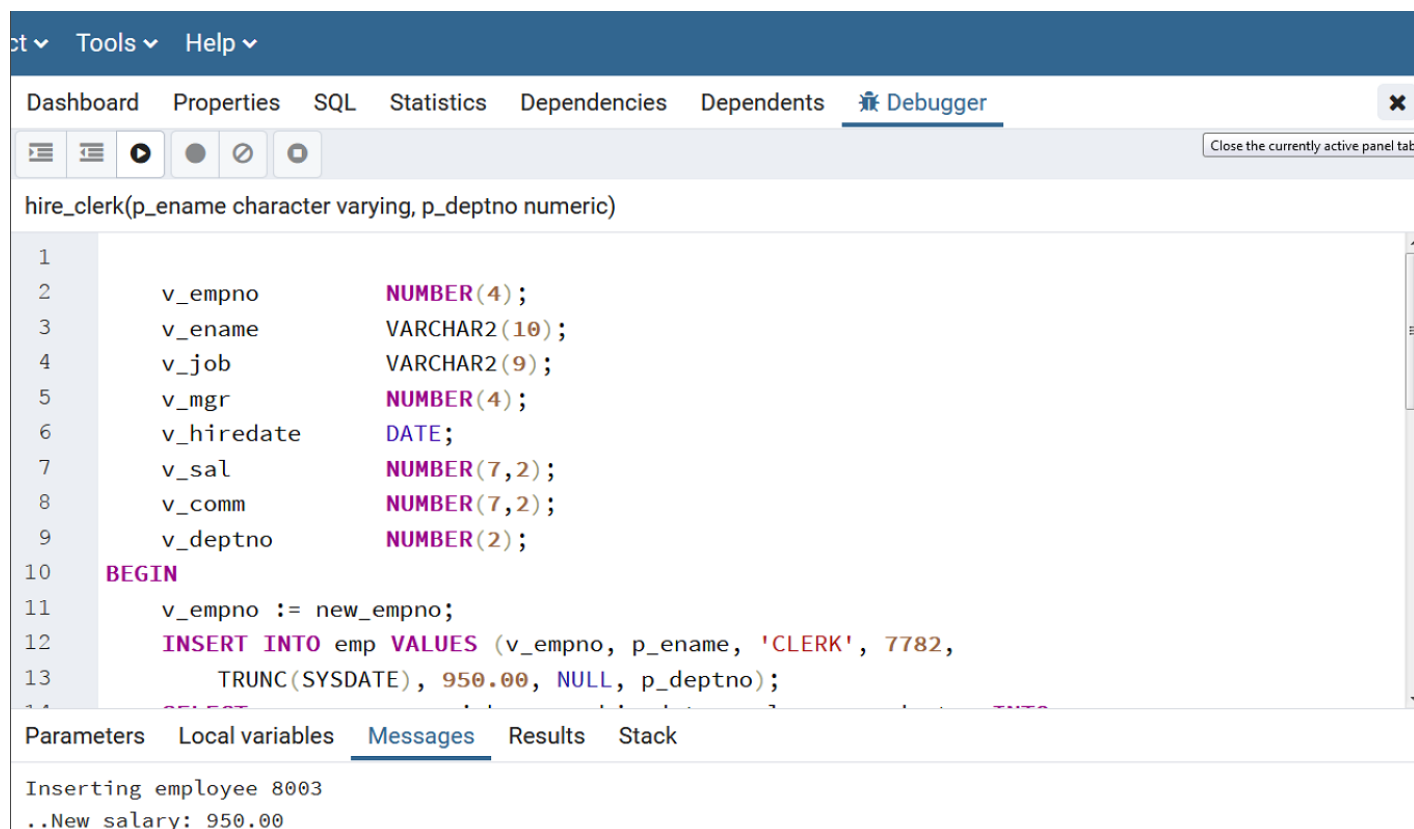 ct Tools Help
Dashboard Properties SQL Statistics Dependencies Dependents Debugger
Close the currently active panel tab
hire_clerk(p_ename character varying, p_deptno numeric)
1
2 v_empno NUMBER(4);
3 v_ename VARCHAR2(10);
4 v_job VARCHAR2(9);
5 v_mgr NUMBER(4);
6 v_hiredate DATE;
7 v_sal NUMBER(7,2);
8 v_comm NUMBER(7,2);
9 v_deptno NUMBER(2);
10 BEGIN
11 v_empno := new_empno;
12 INSERT INTO emp VALUES (v_empno, p_ename, 'CLERK', 7782,
13 TRUNC(SYSDATE), 950.00, NULL, p_deptno);
Parameters Local variables Messages Results Stack
Inserting employee 8003
..New salary: 950.00